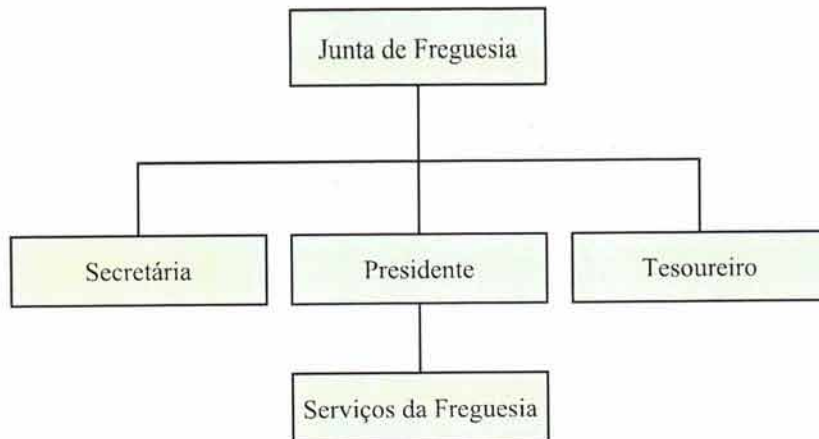 Junta de Freguesia
Secretária
Presidente
Tesoureiro
Serviços da Freguesia